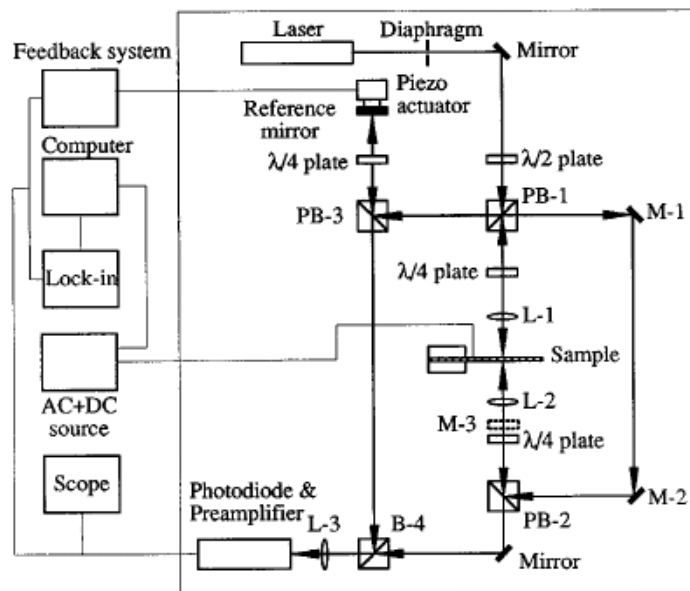 Laser
Diaphragm
Mirror
Feedback system
Piezo
actuator
Reference
mirror
Computer
λ/4 plate
λ/2 plate
PB-3
PB-1
M-1
λ/4 plate
Lock-in
L-1
Sample
AC+DC
source
L-2
M-3
λ/4 plate
Scope
Photodiode &
Preamplifier
L-3
B-4
PB-2
M-2
Mirror